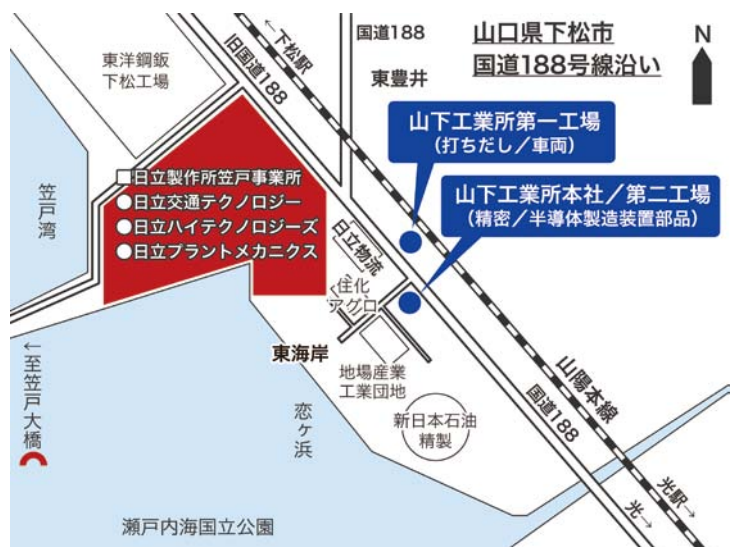 山口県下松市
国道188号線沿い
N
国道188
東豊井
←下松駅
旧国道188
東洋鋼鈑
下松工場
山下工業所第一工場
(打ちだし/車両)
山下工業所本社/第二工場
(精密/半導体製造装置部品)
日立製作所笠戸事業所
日立交通テクノロジー
日立ハイテクノロジーズ
日立プラントメカニクス
笠戸湾
日立物流
住化
アグロ
東海岸
地場産業
工業団地
新日本石油
精製
恋ヶ浜
←至笠戸大橋
瀬戸内海国立公園
山陽本線
国道188
光駅→
光→